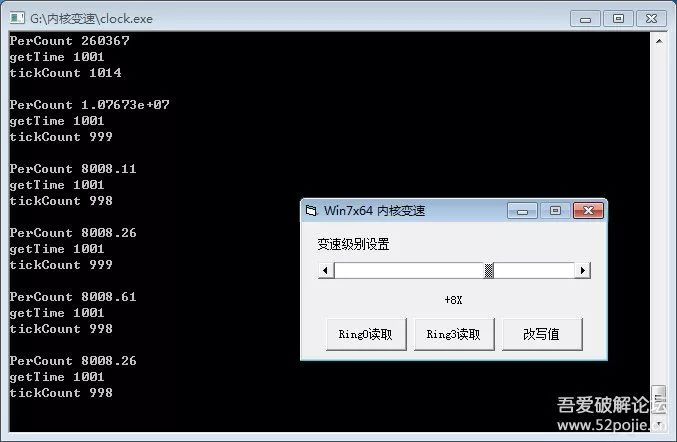 G:\内核变速\clock.exe
PerCount 260367
getTime 1001
tickCount 1014
PerCount 1.07673e+07
getTime 1001
tickCount 999
PerCount 8008.11
getTime 1001
tickCount 998
PerCount 8008.26
getTime 1001
tickCount 999
PerCount 8008.61
getTime 1001
tickCount 998
PerCount 8008.26
getTime 1001
tickCount 998
Win7x64 内核变速
变速级别设置
+8X
Ring0读取 Ring3读取 改写值
吾爱破解论坛
www.52pojie.cn